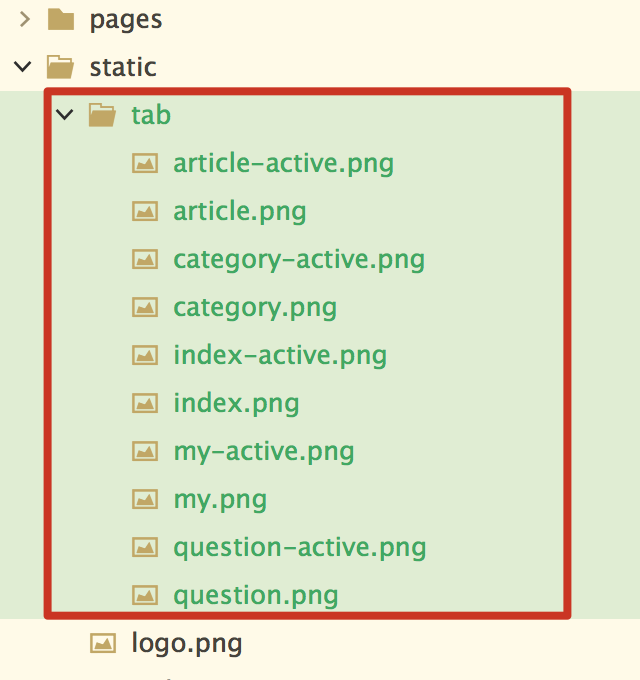 pages
static
tab
article-active.png
article.png
category-active.png
category.png
index-active.png
index.png
my-active.png
my.png
question-active.png
question.png
logo.png